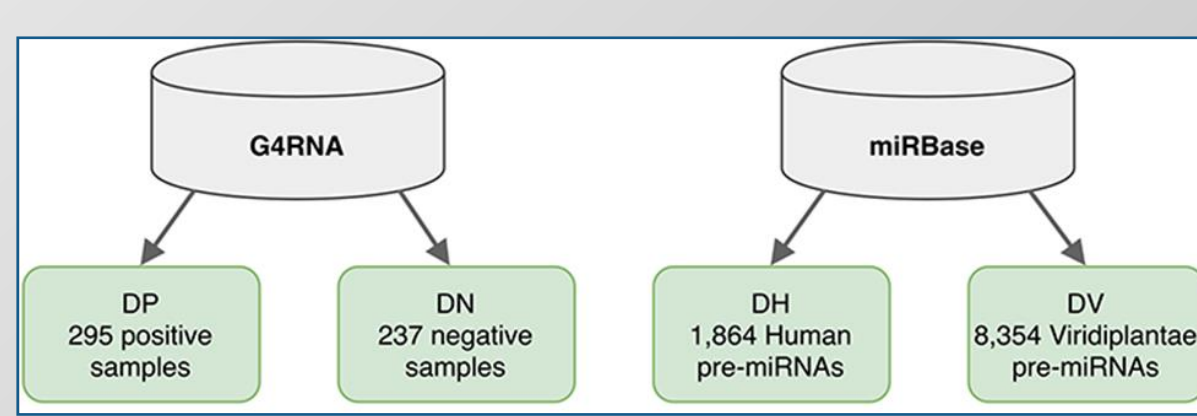 G4RNA
miRBase
DP
295 positive
samples
DN
237 negative
samples
DH
1,864 Human
pre-miRNAs
DV
8,354 Viridiplantae
pre-miRNAs